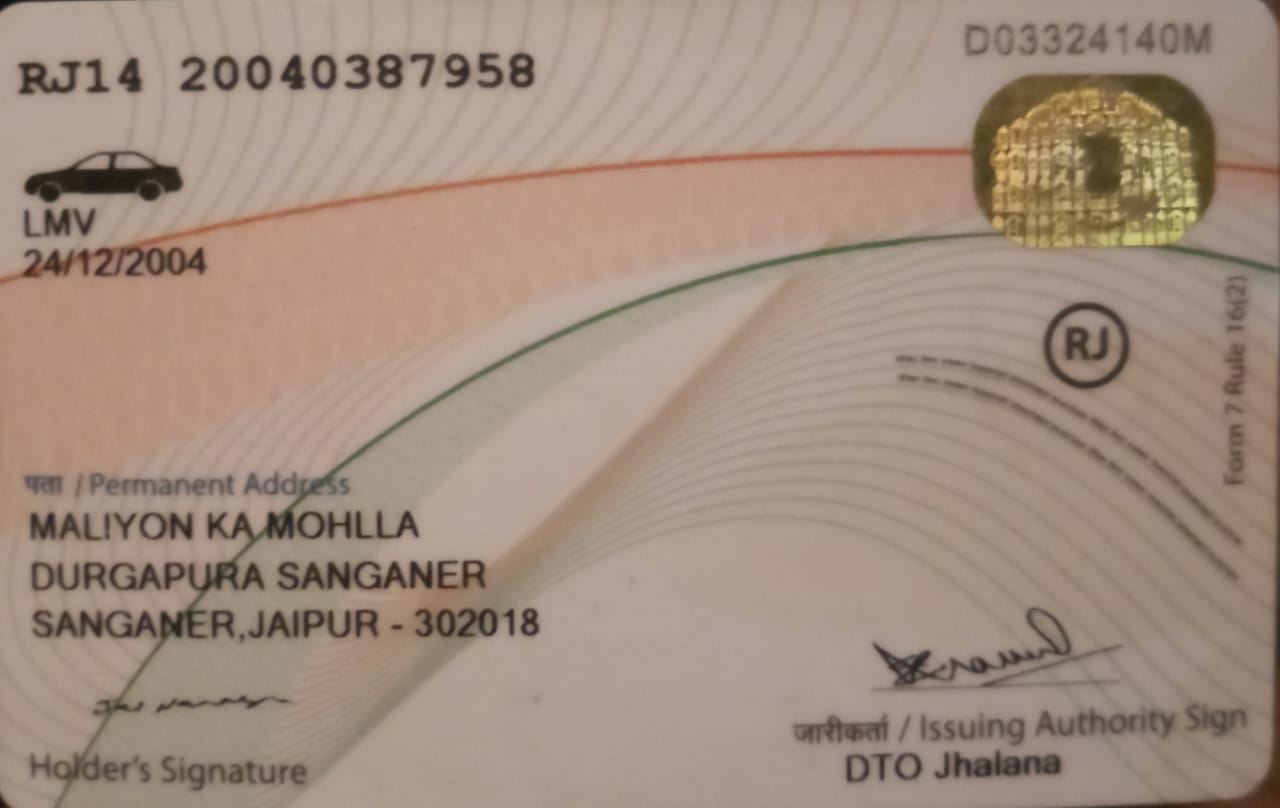 D03324140M
RJ14 20040387958
LMV
24/12/2004
RJ
Form 7 Rule 16(2)
पता / Permanent Address
MALIYON KA MOHLLA
DURGAPURA SANGANER
SANGANER,JAIPUR - 302018
जारीकर्ता / Issuing Authority Sign
DTO Jhalana
Holder's Signature